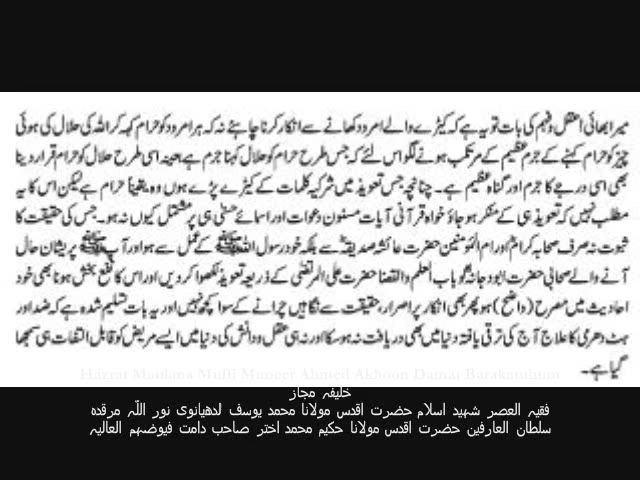 میرا بھائی! عقل و فہم کی بات تو یہ ہے کہ کیڑے والے امرود کھانے سے انکار کرنا چاہئے نہ کہ ہر امرود کو حرام کہہ کر اللہ کی حلال کی ہوئی
چیز کو حرام کہنے کے جرم عظیم کے مرتکب ہونے لگو اس لئے کہ جس طرح حرام کو حلال کہنا جرم ہے بعینہ اسی طرح حلال کو حرام قرار دینا
بھی اسی درجے کا جرم اور گناہ عظیم ہے۔ چنانچہ جس تعویذ میں شرکیہ کلمات کے کیڑے پڑے ہوں وہ یقیناً حرام ہے لیکن اس کا یہ
مطلب نہیں کہ تعویذ ہی کے منکر ہو جاؤ خواہ قرآنی آیات مسنون دعوات اور اسمائے حسنیٰ ہی پر مشتمل کیوں نہ ہو۔ جس کی حقیقت کا
ثبوت نہ صرف صحابہ کرامؓ اور ام المؤمنین حضرت عائشہ صدیقہؓ سے بلکہ خود رسول اللہ ﷺ کے عمل سے ہو اور آپ ﷺ پریشان حال
آنے والے صحابی حضرت ابودجانہؓ کو باب العلم والقضا حضرت علی المرتضیٰ کے ذریعہ تعویذ لکھوا کر دیں اور اس کا نفع بخش ہونا بھی خود
احادیث میں مصرح (واضح) ہو پھر بھی انکار پر اصرار، حقیقت سے نگاہیں چرانے کے سوا کچھ نہیں اور یہ بات تسلیم شدہ ہے کہ ضد اور
ہٹ دھرمی کا علاج آج کی ترقی یافتہ دنیا میں بھی دریافت نہ ہو سکا اور نہ ہی عقل و دانش کی دنیا میں ایسے مریض کو قابل التفات ہی سمجھا
گیا ہے۔
Hazrat Maulana Mufti Muneer Ahmed Akhoon Damat Barakatuhum
خلیفہ مجاز
فقیہ العصر شہید اسلام حضرت اقدس مولانا محمد یوسف لدھیانوی نور اللّہ مرقدہ
سلطان العارفین حضرت اقدس مولانا حکیم محمد اختر صاحب دامت فیوضہم العالیہ